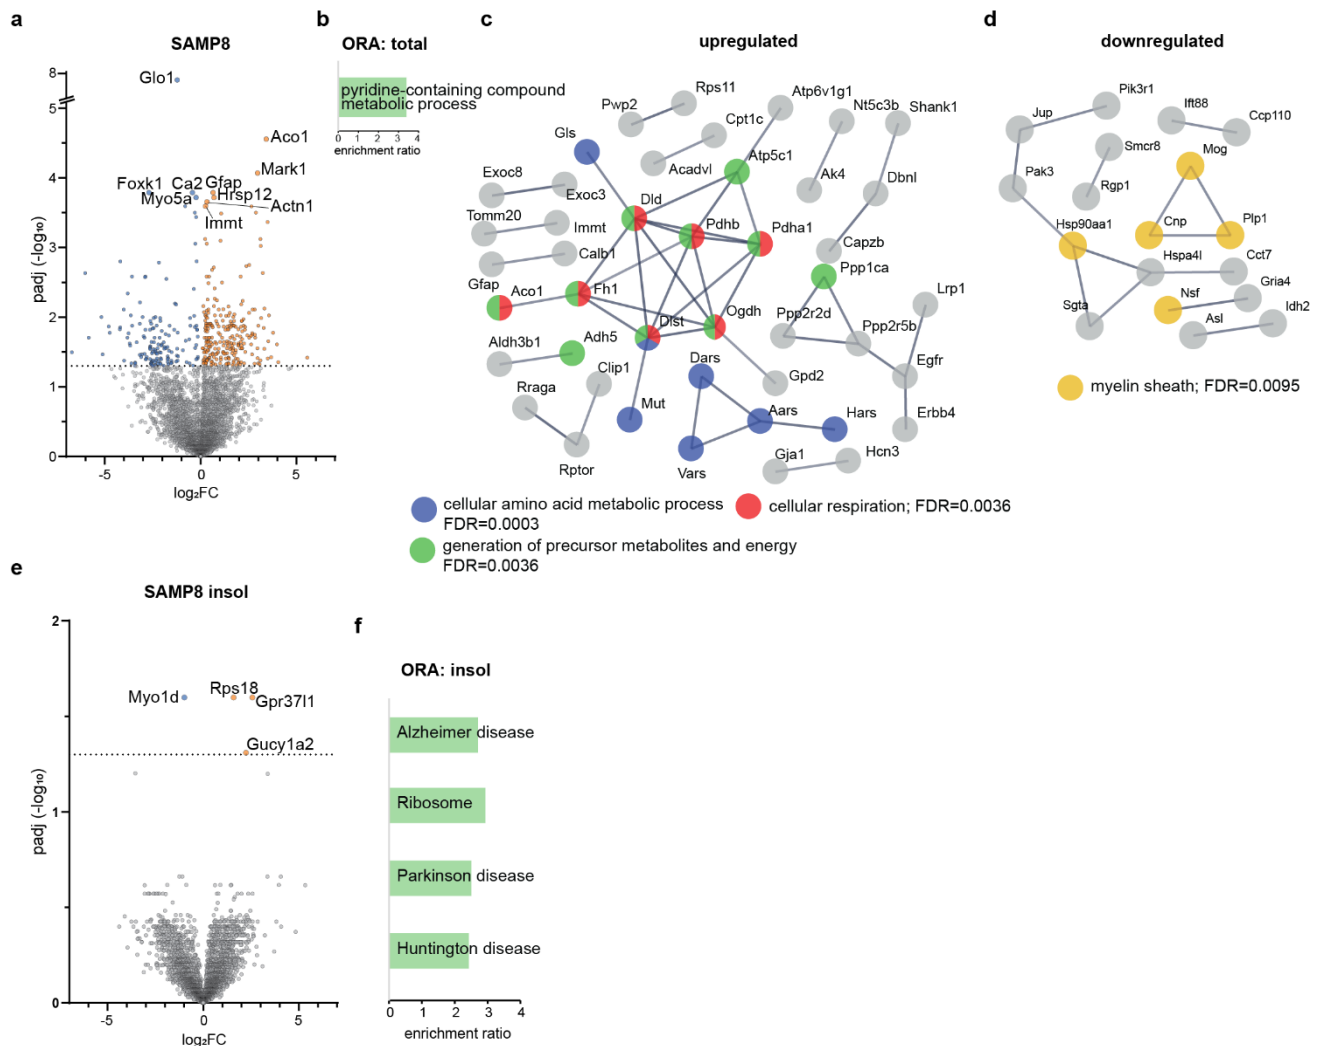 a
SAMP8
8
5
4
3
2
1
0
padj (-log₁₀)
-5
0
5
log₂FC
Glo1
Aco1
Mark1
Foxk1
Ca2
Gfap
Myo5a
Hrsp12
Actn1
Immt
b
ORA: total
pyridine-containing compound
metabolic process
0 1 2 3 4
enrichment ratio
c
upregulated
Rps11
Pwp2
Atp6v1g1
Nt5c3b
Shank1
Gls
Cpt1c
Acadvl
Atp5c1
Ak4
Dbnl
Exoc8
Exoc3
Dld
Pdhb
Pdha1
Capzb
Tomm20
Immt
Calb1
Ppp1ca
Gfap
Aco1
Fh1
Lrp1
Dlst
Ogdh
Ppp2r2d
Ppp2r5b
Aldh3b1
Adh5
Clip1
Dars
Gpd2
Egfr
Rraga
Mut
Aars
Hars
Erbb4
Rptor
Vars
Gja1
Hcn3
cellular amino acid metabolic process
FDR=0.0003
cellular respiration; FDR=0.0036
generation of precursor metabolites and energy
FDR=0.0036
d
downregulated
Pik3r1
Jup
Ift88
Ccp110
Smcr8
Mog
Pak3
Rgp1
Hsp90aa1
Cnp
Plp1
Hspa4l
Cct7
Gria4
Nsf
Idh2
Sgta
Asl
myelin sheath; FDR=0.0095
e
SAMP8 insol
2
1
0
padj (-log₁₀)
-5
0
5
log₂FC
Myo1d
Rps18
Gpr37l1
Gucy1a2
f
ORA: insol
Alzheimer disease
Ribosome
Parkinson disease
Huntington disease
0 1 2 3 4
enrichment ratio